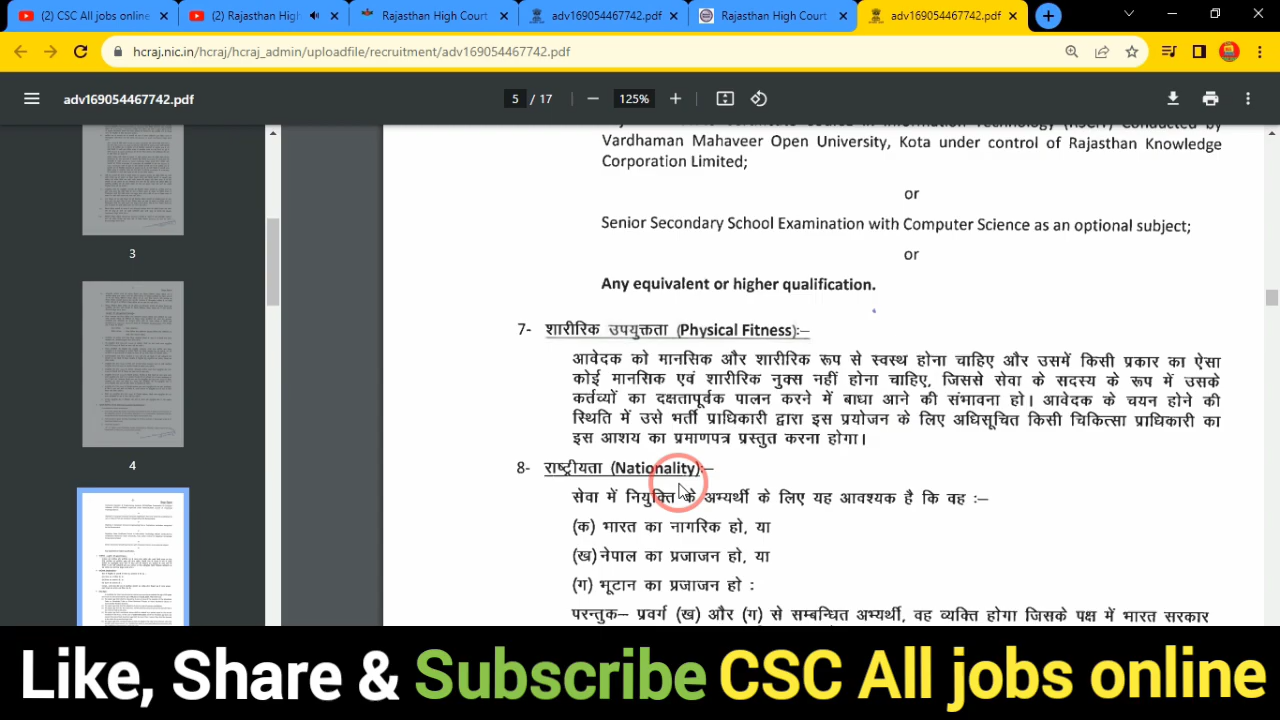 (2) CSC All jobs online
(2) Rajasthan High
Rajasthan High Court
adv169054467742.pdf
Rajasthan High Court
adv169054467742.pdf
hcraj.nic.in/hcraj/hcraj_admin/uploadfile/recruitment/adv169054467742.pdf
adv169054467742.pdf
5 / 17
125%
3
4
Vardhaman Mahaveer Open University, Kota under control of Rajasthan Knowledge
Corporation Limited;
or
Senior Secondary School Examination with Computer Science as an optional subject;
or
Any equivalent or higher qualification.
7- शारीरिक उपयुक्तता (Physical Fitness):–
आवेदक को मानसिक और शारीरिक रूप से स्वस्थ होना चाहिए और उसमें किसी प्रकार का ऐसा
कोई मानसिक एवं शारीरिक नुक्स नहीं होना चाहिए, जिससे सेवा के सदस्य के रूप में उसके
कर्तव्यों का दक्षतापूर्वक पालन करने में बाधा आने की संभावना हो। आवेदक के चयन होने की
स्थिति में उसे भर्ती प्राधिकारी द्वारा इस प्रयोजन के लिए अधिसूचित किसी चिकित्सा प्राधिकारी का
इस आशय का प्रमाणपत्र प्रस्तुत करना होगा।
8- राष्ट्रीयता (Nationality):–
सेवा में नियुक्ति के अभ्यर्थी के लिए यह आवश्यक है कि वह :–
(क) भारत का नागरिक हो, या
(ख) नेपाल का प्रजाजन हो, या
(ग) भूटान का प्रजाजन हो :
प्रवर्ग (ख) और (ग) से सम्बन्धित अभ्यर्थी, वह व्यक्ति होगा जिसके पक्ष में भारत सरकार
Like, Share & Subscribe CSC All jobs online